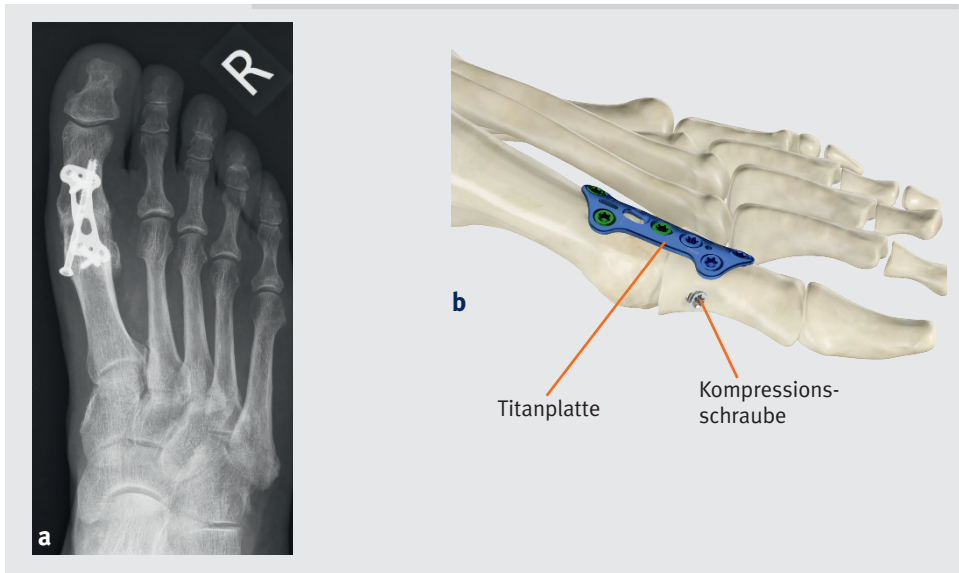 R
a
b
Titanplatte
Kompressions-
schraube